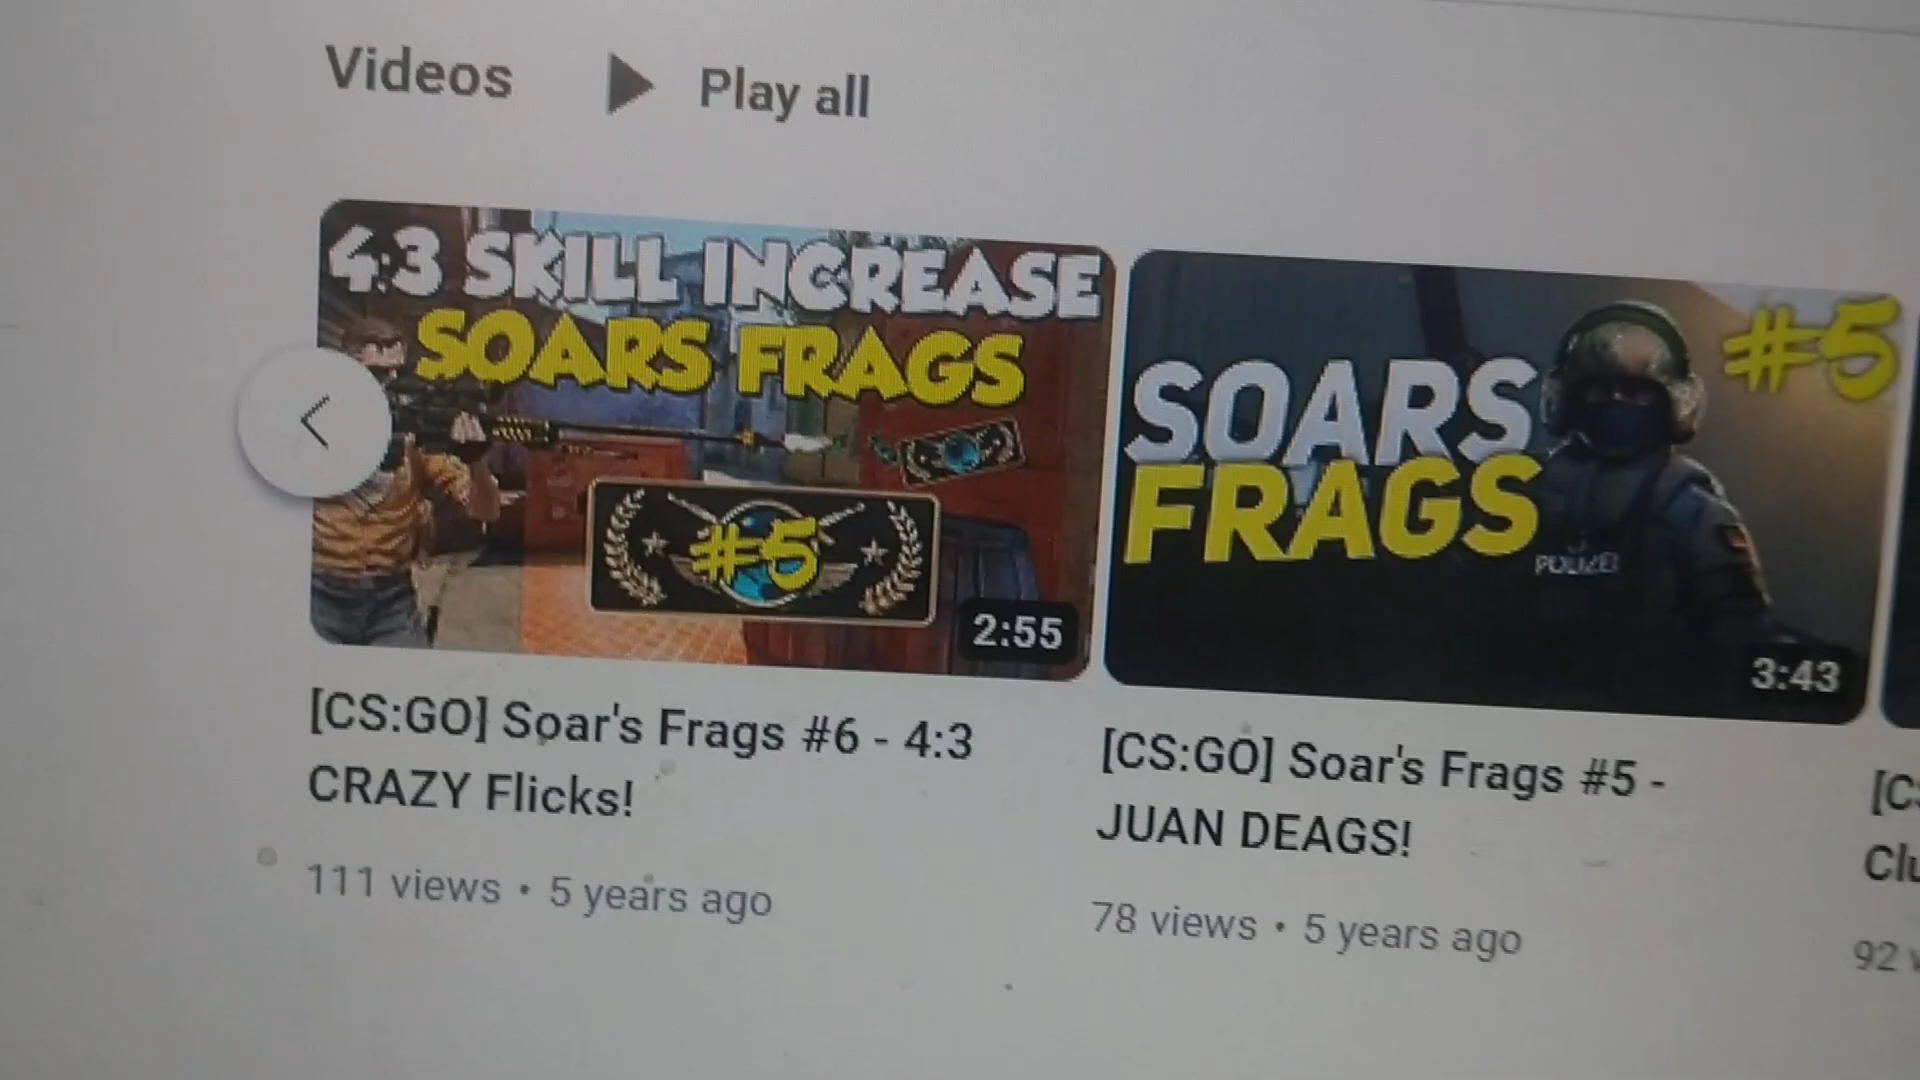 Videos
Play all
4:3 SKILL INCREASE
SOARS FRAGS
#5
2:55
[CS:GO] Soar's Frags #6 - 4:3
CRAZY Flicks!
111 views • 5 years ago
#5
SOARS
FRAGS
POLIZEI
3:43
[CS:GO] Soar's Frags #5 -
JUAN DEAGS!
78 views • 5 years ago
92